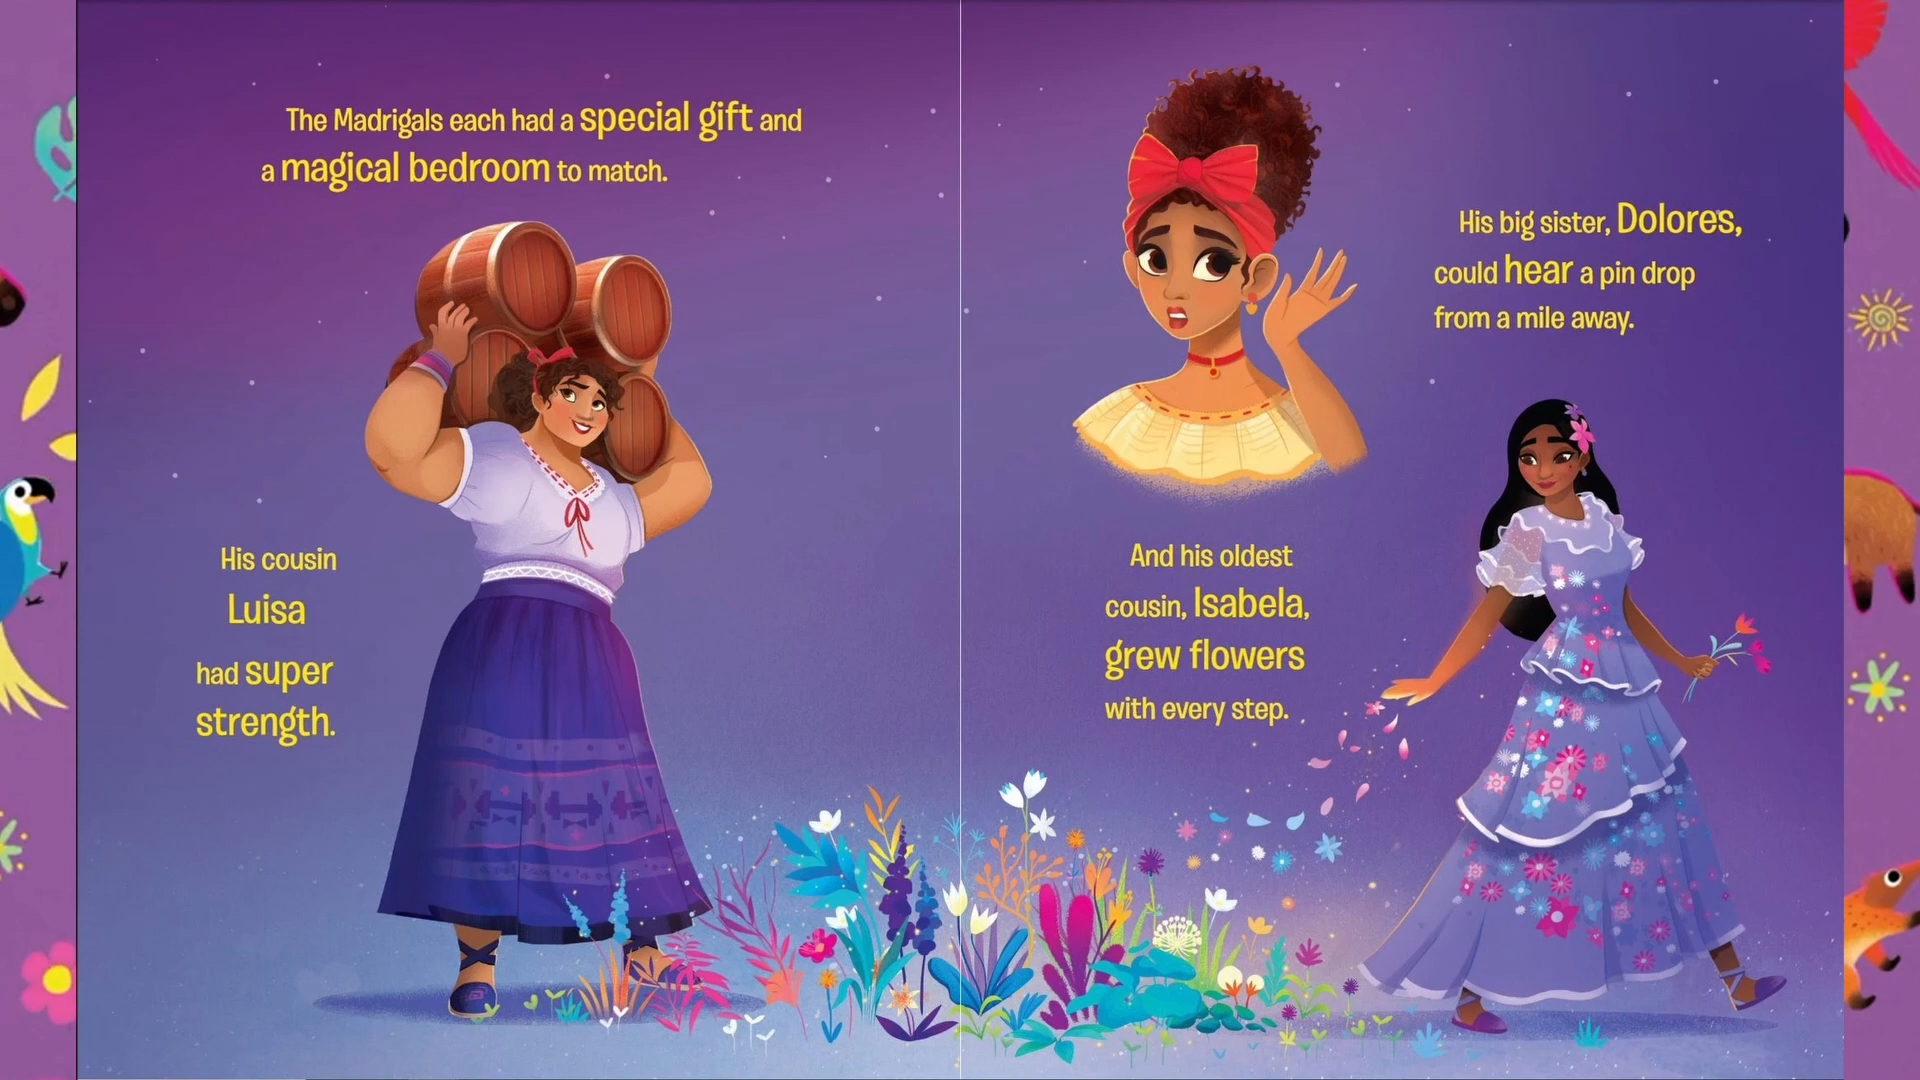 The Madrigals each had a special gift and
a magical bedroom to match.
His cousin
Luisa
had super
strength.
His big sister, Dolores,
could hear a pin drop
from a mile away.
And his oldest
cousin, Isabela,
grew flowers
with every step.